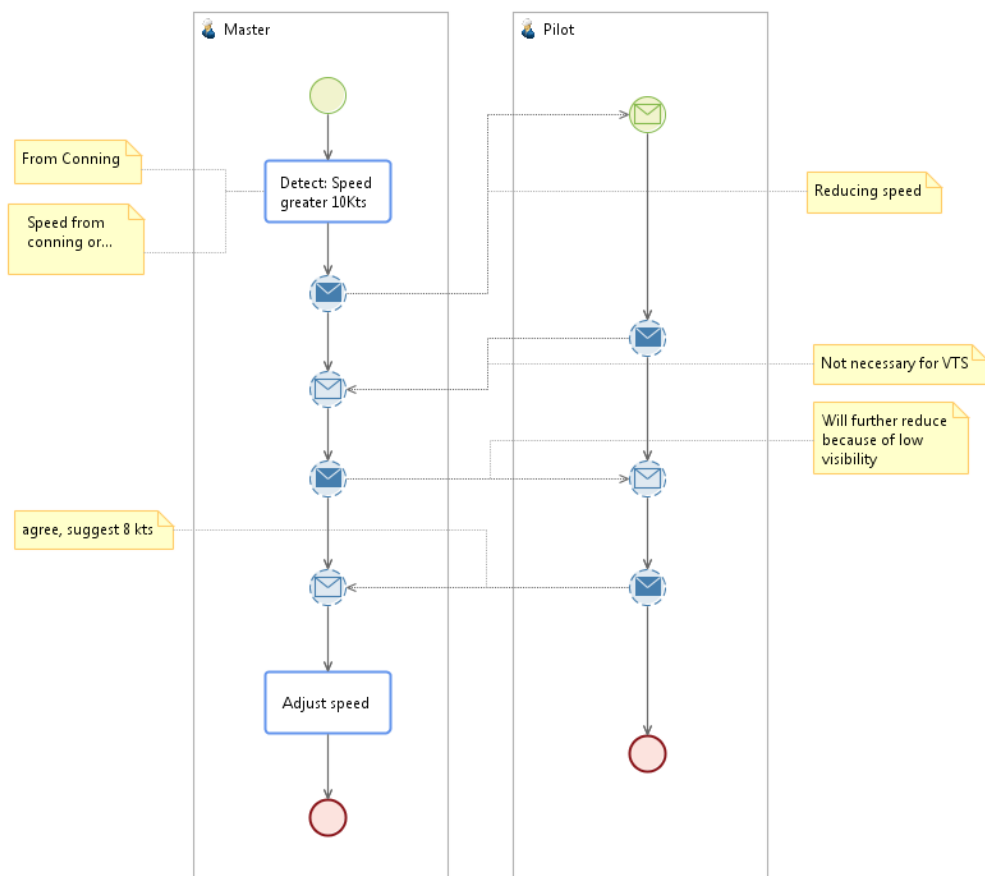 Master
Pilot
From Conning
Detect: Speed
greater 10Kts
Speed from
conning or...
Reducing speed
Not necessary for VTS
Will further reduce
because of low
visibility
agree, suggest 8 kts
Adjust speed